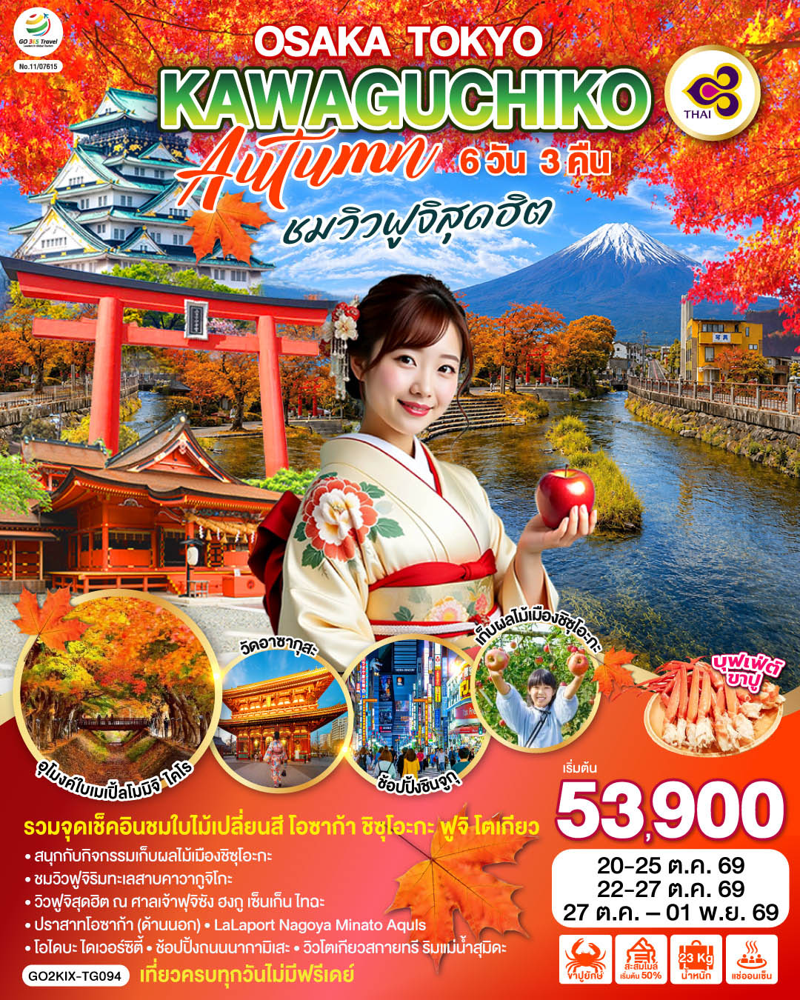 GO 365 Travel
Leaders in Global Tourism
No.11/07615
OSAKA TOKYO
KAWAGUCHIKO
THAI
Autumn 6 วัน 3 คืน
ชมวิวฟูจิสุดฮิต
写真
อุโมงค์ใบเมเปิ้ลโมมิจิ ไคโร
วัดอาซากุสะ
ช้อปปิ้งชินจูกุ
เก็บผลไม้เมืองชิซุโอะกะ
บุฟเฟ่ต์
ขาปู
เริ่มต้น
53,900
รวมจุดเช็คอินชมใบไม้เปลี่ยนสี โอซาก้า ชิซุโอะกะ ฟูจิ โตเกียว
• สนุกกับกิจกรรมเก็บผลไม้เมืองชิซุโอะกะ
• ชมวิวฟูจิริมทะเลสาบคาวากูจิโกะ
• วิวฟูจิสุดฮิต ณ ศาลเจ้าฟุจิซัง ฮงกู เซ็นเก็น ไทฉะ
• ปราสาทโอซาก้า (ด้านนอก) • LaLaport Nagoya Minato Aquls
• โอไดบะ ไดเวอร์ซิตี้ • ช้อปปิ้งถนนนากามิเสะ • วิวโตเกียวสกายทรี ริมแม่น้ำสุมิดะ
20-25 ต.ค. 69
22-27 ต.ค. 69
27 ต.ค. – 01 พ.ย. 69
GO2KIX-TG094
เที่ยวครบทุกวันไม่มีฟรีเดย์
ขาปูยักษ์
สะสมไมล์
เริ่มต้น 50%
23 Kg
น้ำหนัก
แช่ออนเซ็น